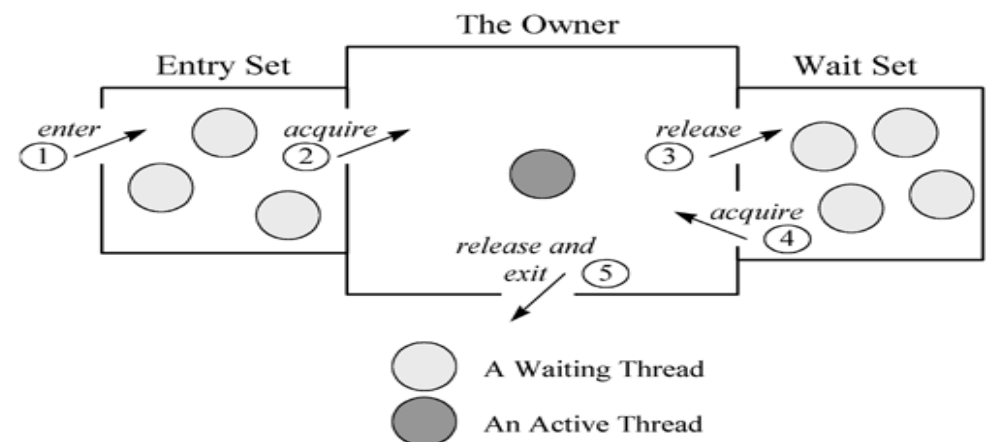 The Owner
Entry Set
Wait Set
enter
1
acquire
2
release
3
acquire
4
release and
exit
5
A Waiting Thread
An Active Thread